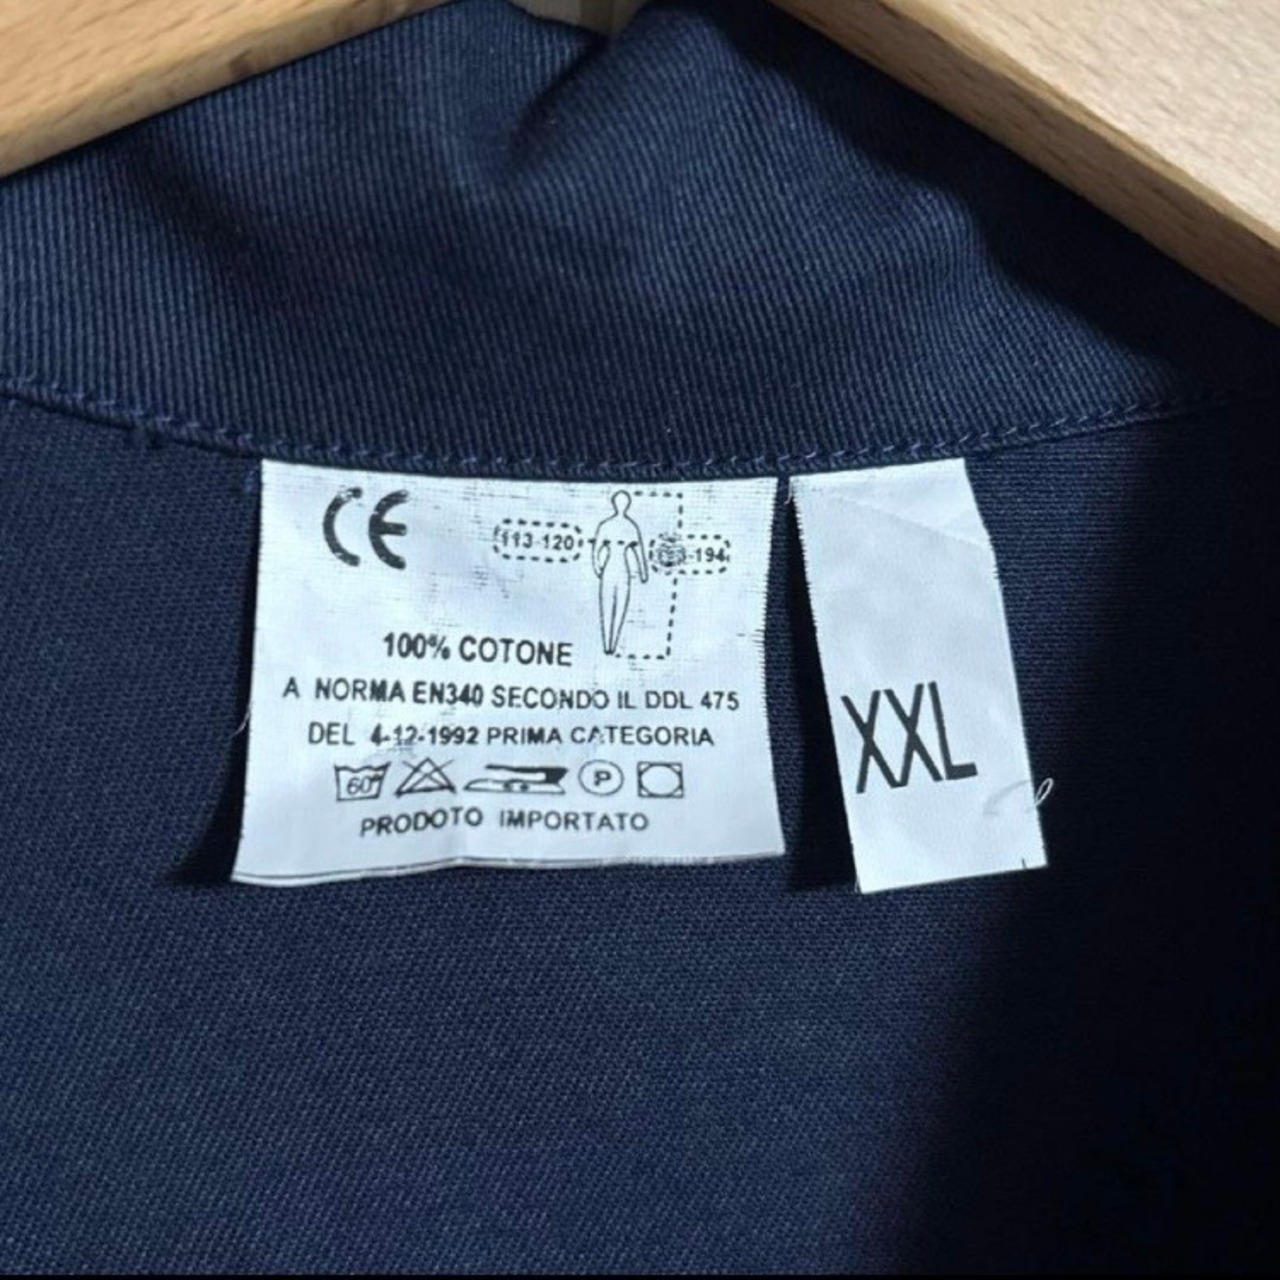 CE
113-120
-194
100% COTONE
A NORMA EN340 SECONDO IL DDL 475
DEL 4-12-1992 PRIMA CATEGORIA
60°
P
PRODOTO IMPORTATO
XXL